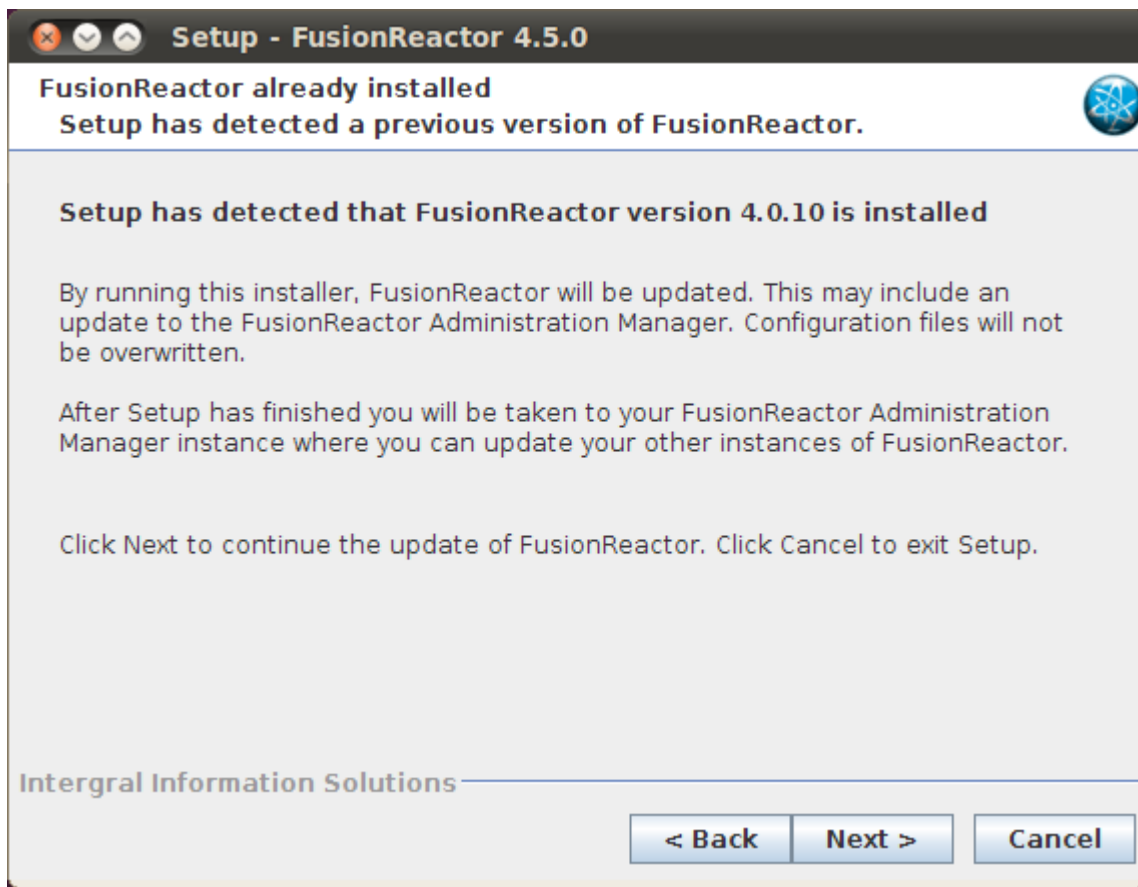 Setup - FusionReactor 4.5.0
FusionReactor already installed
Setup has detected a previous version of FusionReactor.
Setup has detected that FusionReactor version 4.0.10 is installed
By running this installer, FusionReactor will be updated. This may include an
update to the FusionReactor Administration Manager. Configuration files will not
be overwritten.
After Setup has finished you will be taken to your FusionReactor Administration
Manager instance where you can update your other instances of FusionReactor.
Click Next to continue the update of FusionReactor. Click Cancel to exit Setup.
Intergral Information Solutions
< Back Next > Cancel